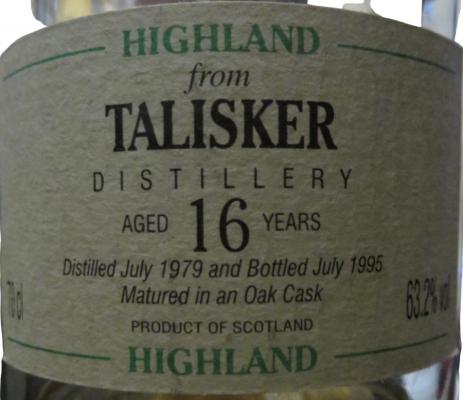 HIGHLAND
from
TALISKER
DISTILLERY
AGED 16 YEARS
Distilled July 1979 and Bottled July 1995
Matured in an Oak Cask
70 cl
63.2% vol
PRODUCT OF SCOTLAND
HIGHLAND